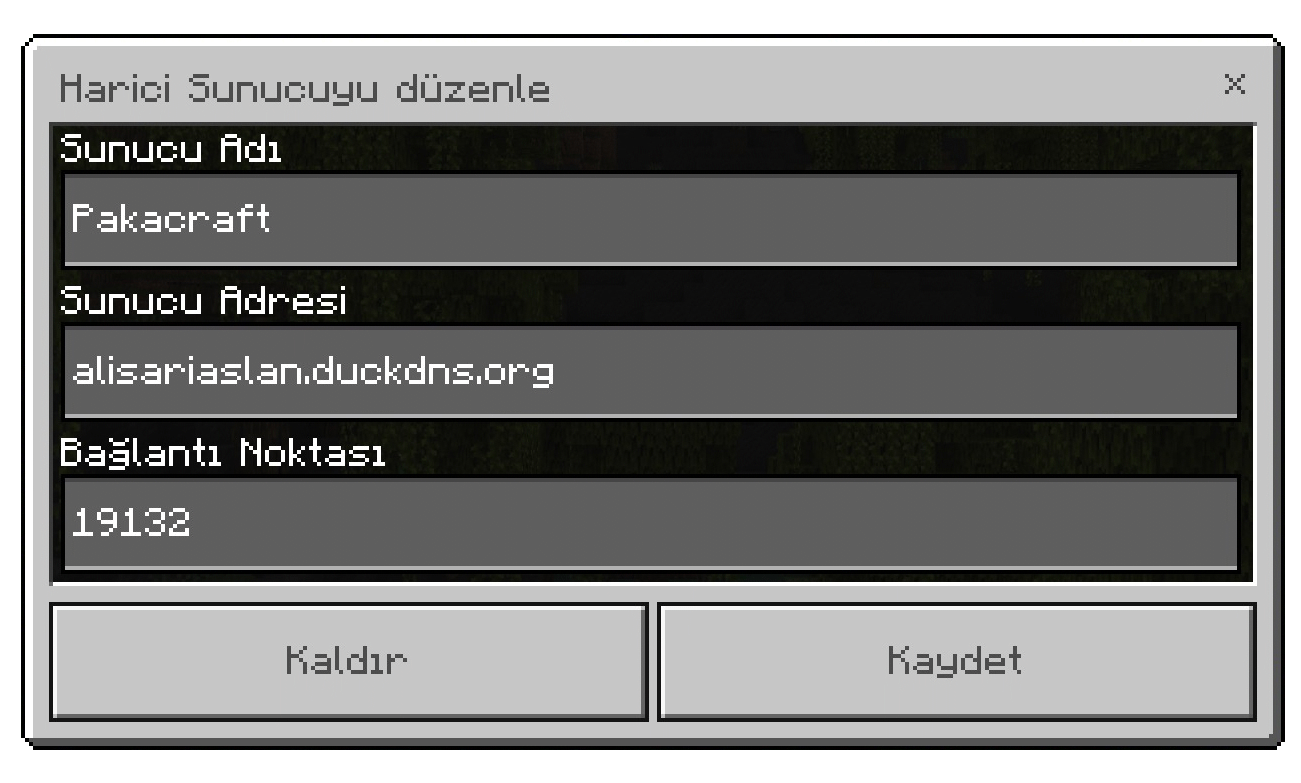 Harici Sunucuyu düzenle
Sunucu Adı
Pakacraft
Sunucu Adresi
alisariaslan.duckdns.org
Bağlantı Noktası
19132
Kaldır
Kaydet